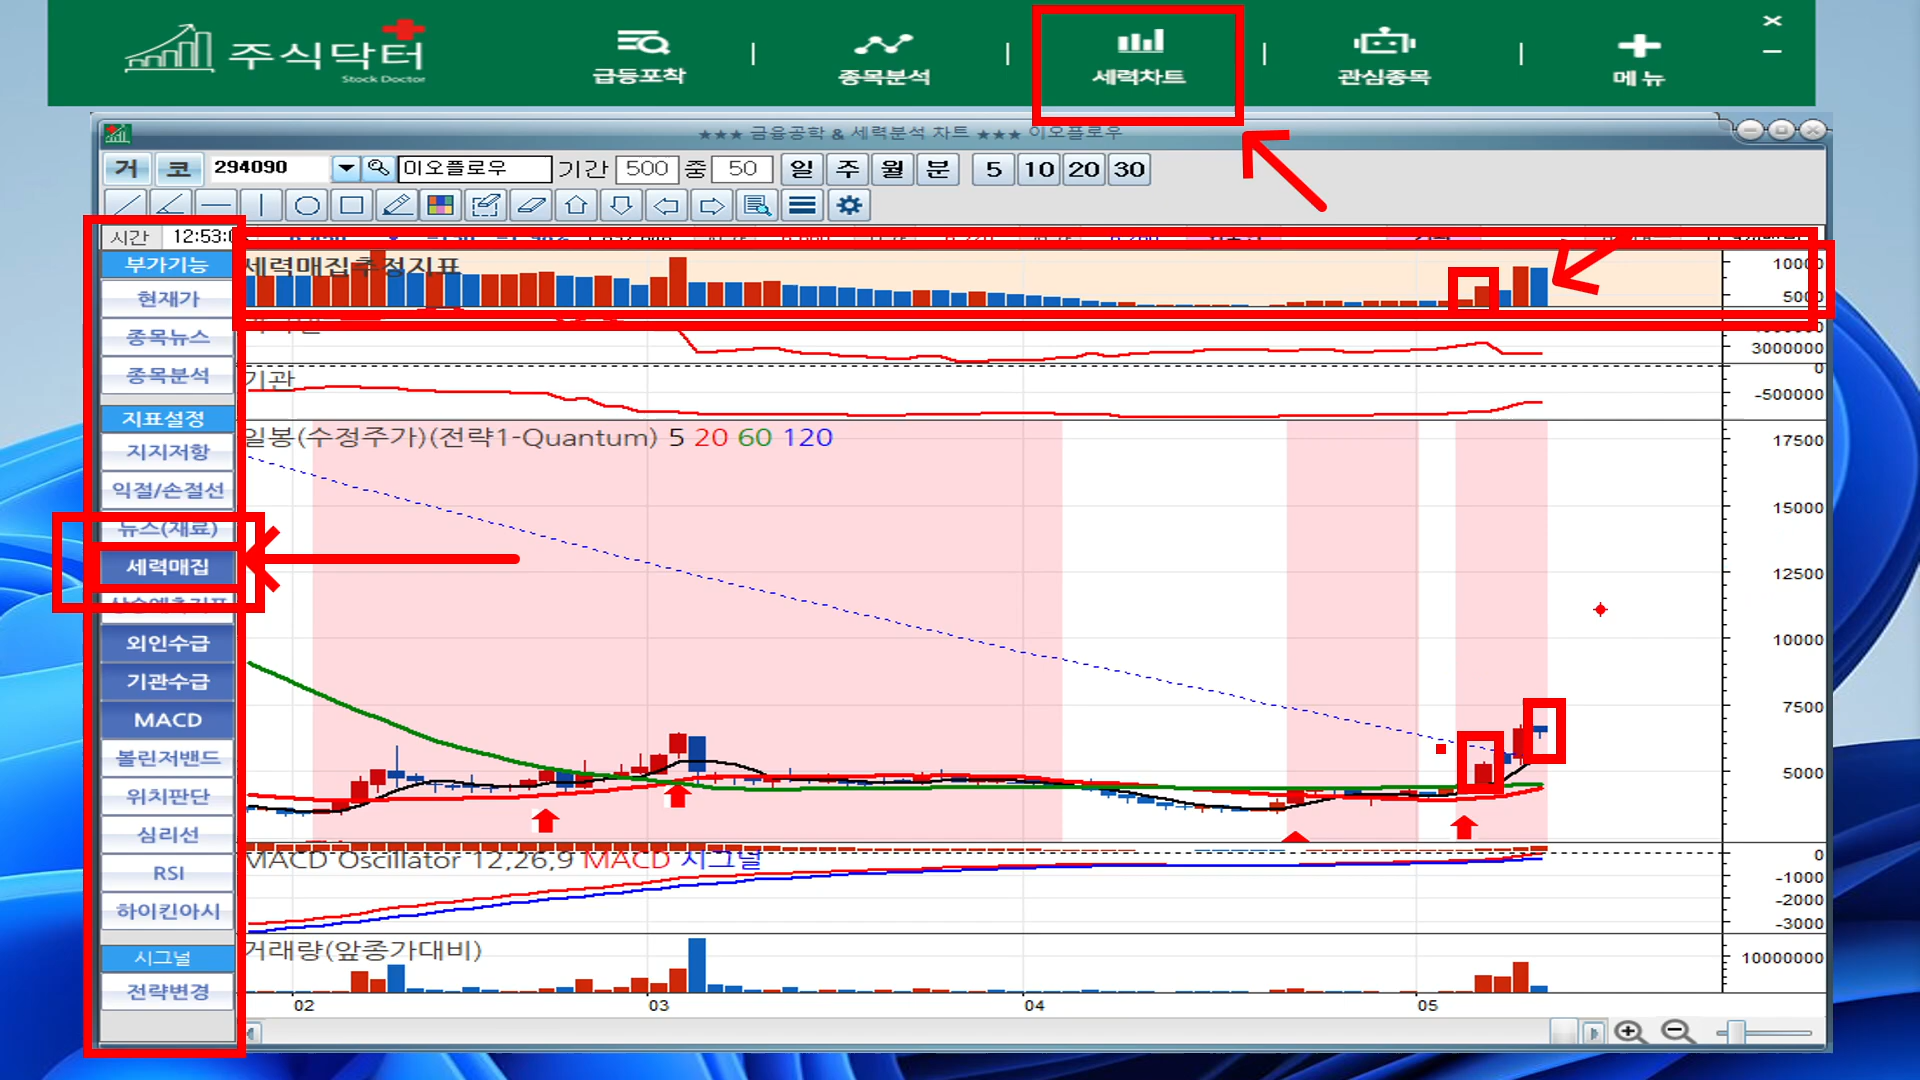 주식닥터
Stock Doctor
급등포착
종목분석
세력차트
관심종목
메뉴
★★★ 금융공학 & 세력분석 차트 ★★★ 이오플로우
거 코 294090 이오플로우 기간 500 중 50 일 주 월 분 5 10 20 30
시간
부가기능
현재가
종목뉴스
종목분석
지표설정
지지저항
익절/손절선
뉴스(재료)
세력매집
외인수급
기관수급
MACD
볼린저밴드
위치판단
심리선
RSI
하이킨아시
시그널
전략변경
세력매집추정지표
10000
5000
3000000
기관
0
-500000
일봉(수정주가)(전략1-Quantum) 5 20 60 120
17500
15000
12500
10000
7500
5000
MACD Oscillator 12,26,9 MACD 시그널
0
-1000
-2000
-3000
거래량(앞종가대비)
10000000
02 03 04 05